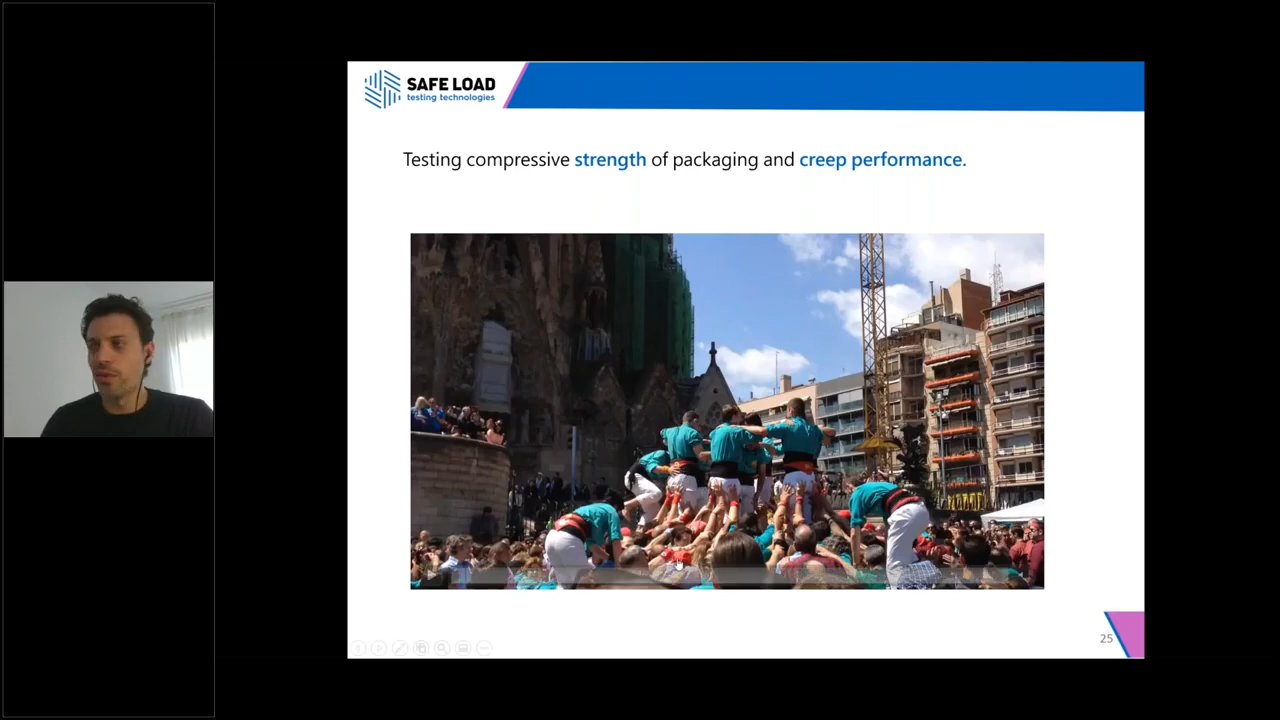 SAFE LOAD
testing technologies
Testing compressive strength of packaging and creep performance.
25